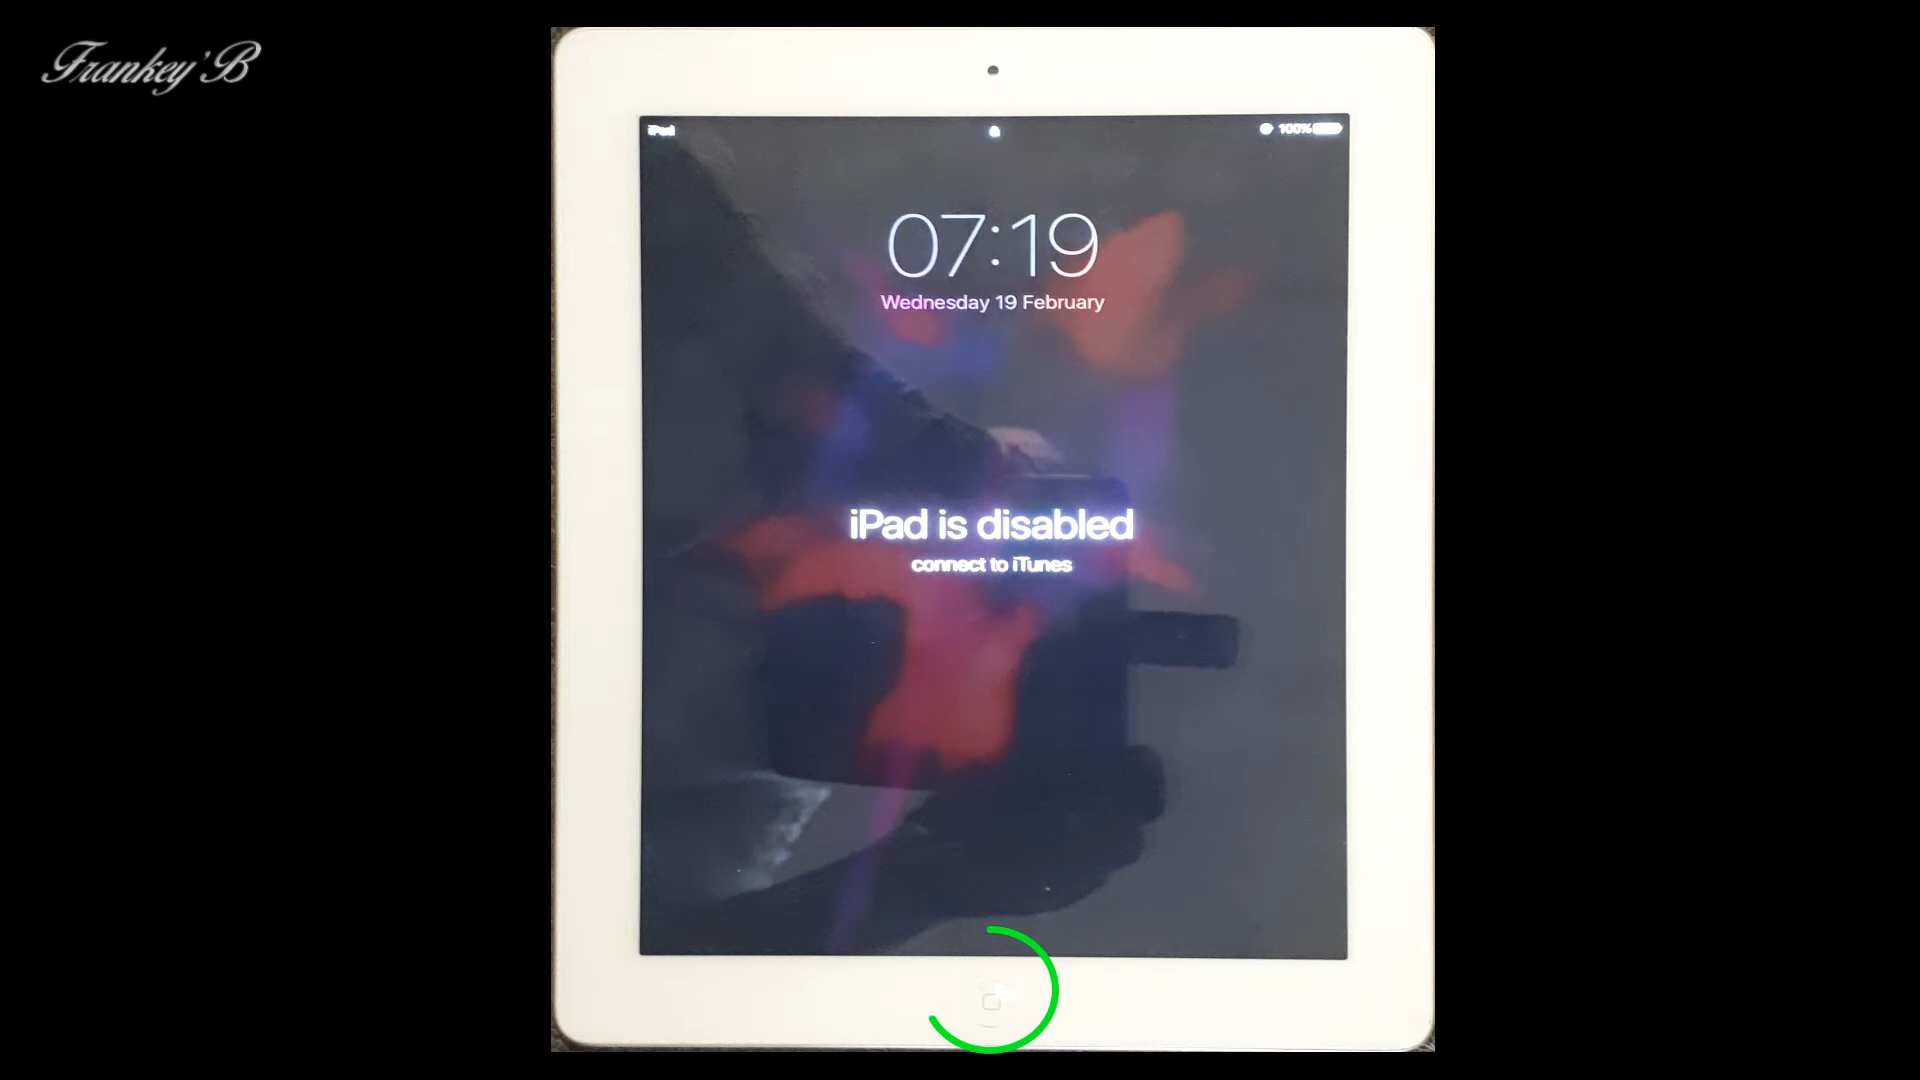 Frankey'B
iPad
100%
07:19
Wednesday 19 February
iPad is disabled
connect to iTunes